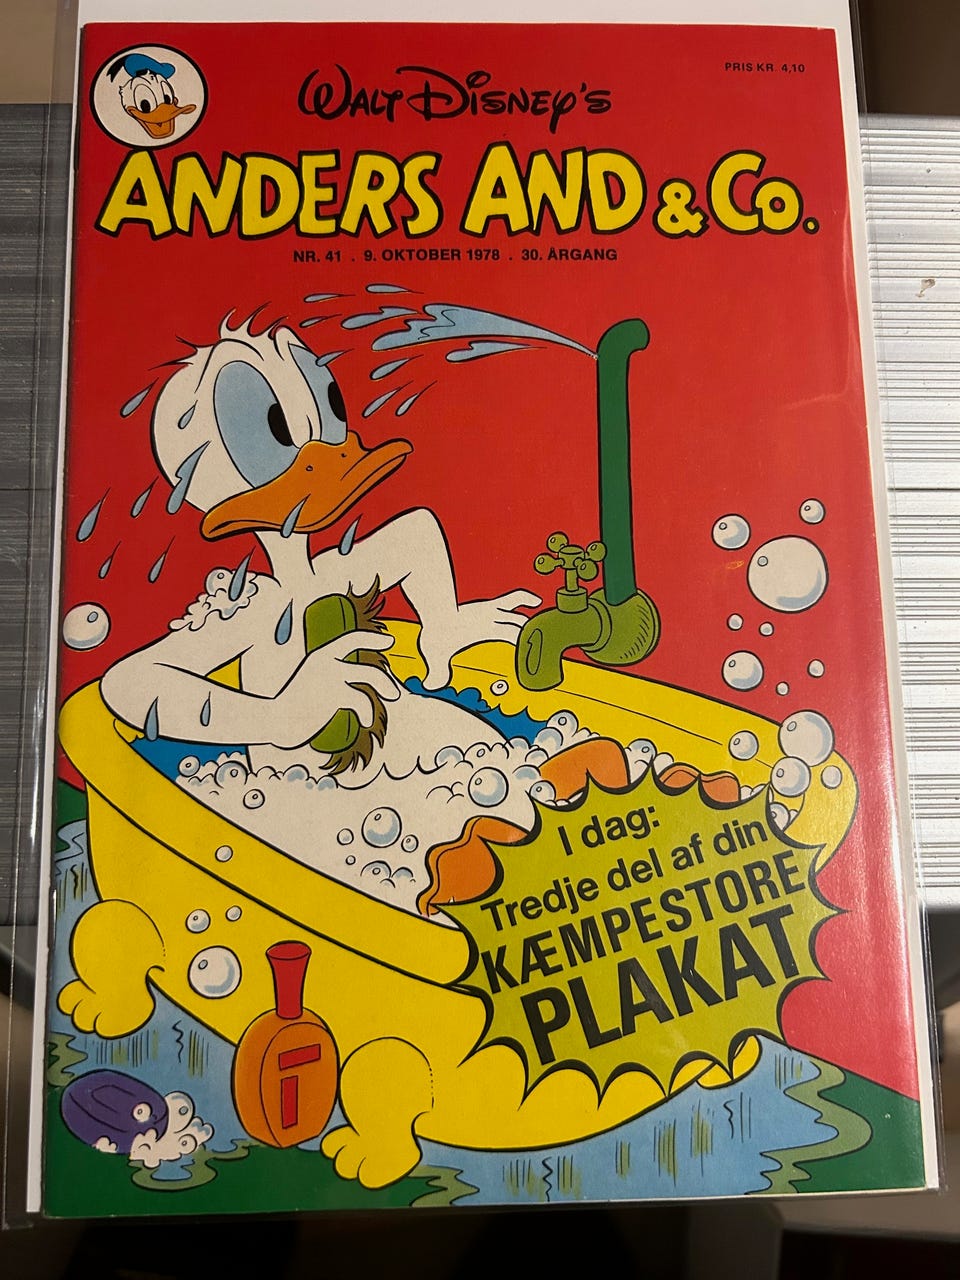 PRIS KR. 4,10
WALT DISNEY'S
ANDERS AND & CO.
NR. 41 . 9. OKTOBER 1978 . 30. ÅRGANG
I dag:
Tredje del af din
KÆMPESTORE
PLAKAT